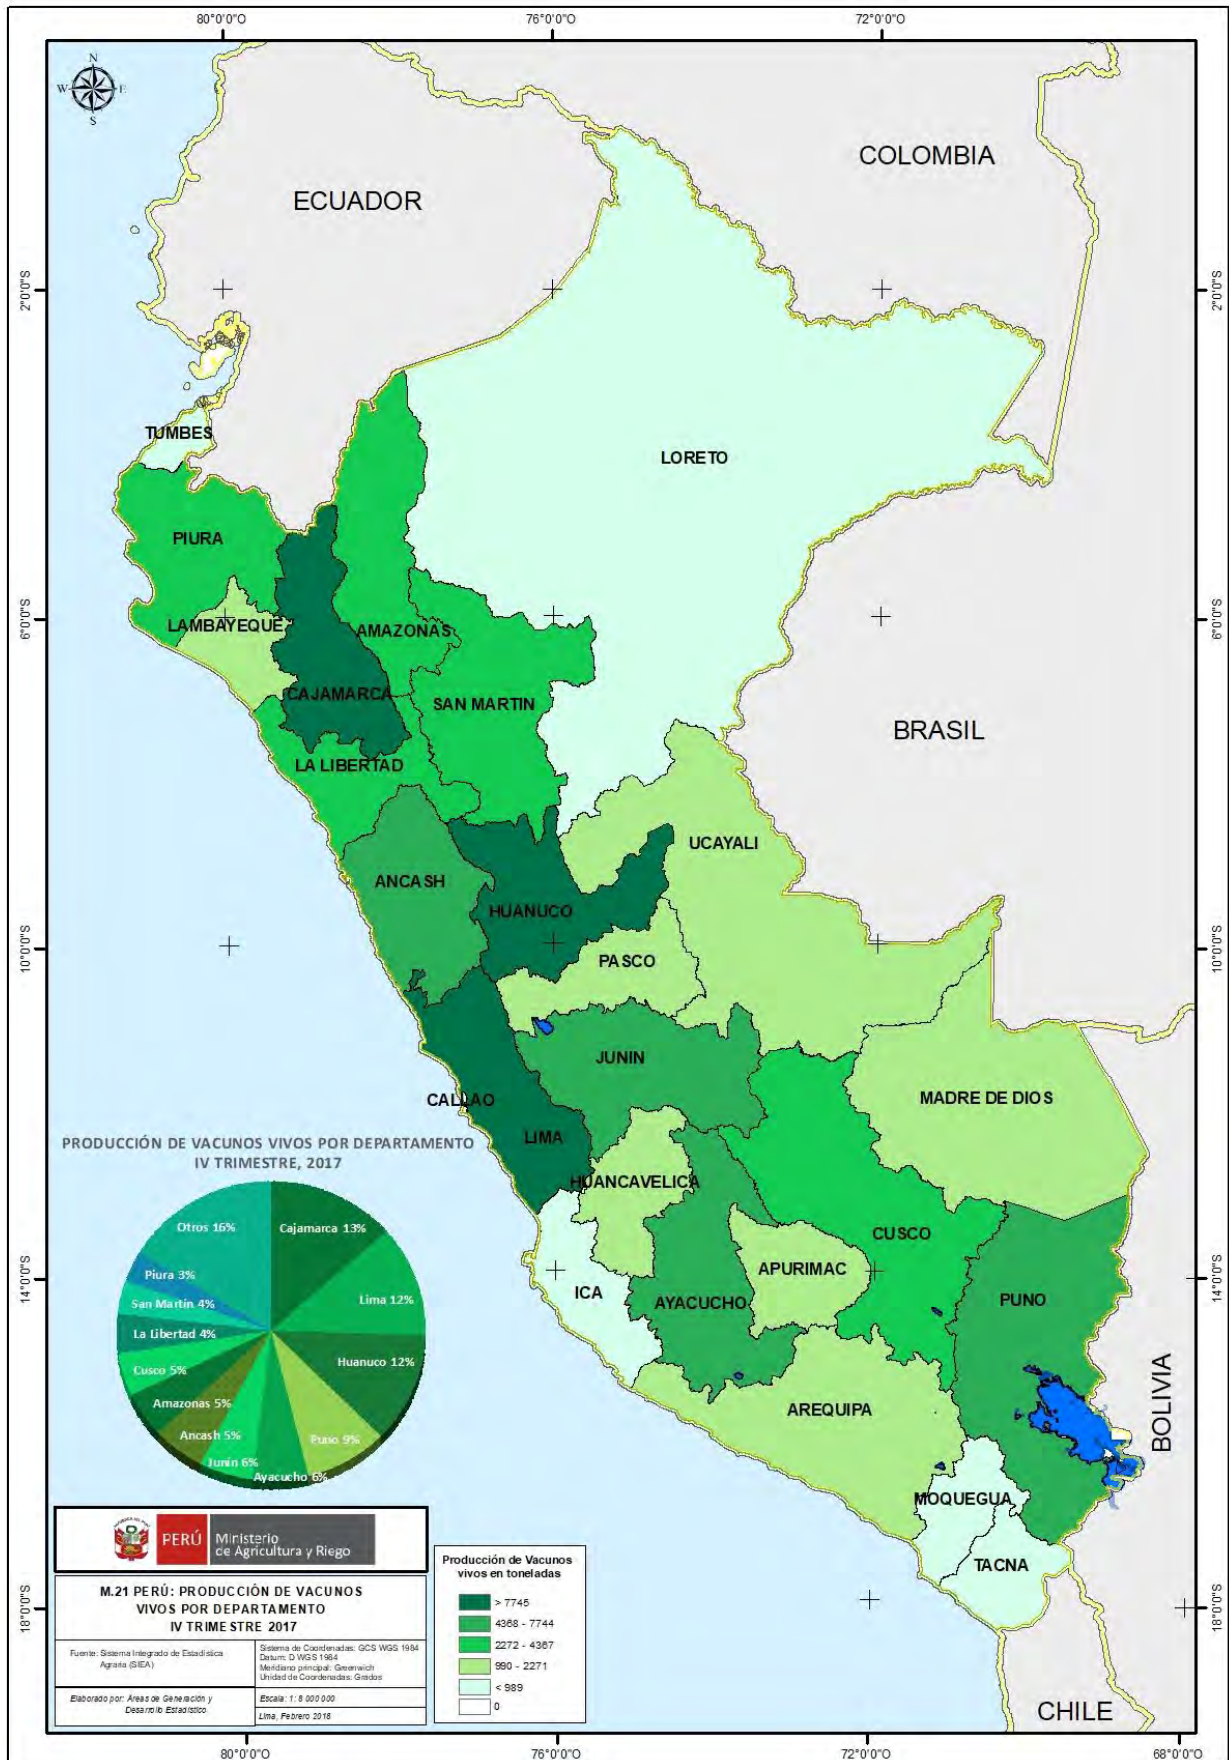 80°0'0"O
76°0'0"O
72°0'0"O
N
W
E
S
COLOMBIA
ECUADOR
2°0'0"S
2°0'0"S
TUMBES
LORETO
PIURA
6°0'0"S
LAMBAYEQUE
AMAZONAS
6°0'0"S
CAJAMARCA
SAN MARTIN
BRASIL
LA LIBERTAD
UCAYALI
ANCASH
HUANUCO
10°0'0"S
PASCO
10°0'0"S
JUNIN
MADRE DE DIOS
CALLAO
LIMA
PRODUCCIÓN DE VACUNOS VIVOS POR DEPARTAMENTO
IV TRIMESTRE, 2017
HUANCAVELICA
Otros 16%
Cajamarca 13%
CUSCO
Piura 3%
APURIMAC
14°0'0"S
ICA
14°0'0"S
San Martín 4%
Lima 12%
AYACUCHO
PUNO
La Libertad 4%
Cusco 5%
Huanuco 12%
Amazonas 5%
AREQUIPA
BOLIVIA
Ancash 5%
Puno 9%
Junín 6%
Ayacucho 6%
MOQUEGUA
TACNA
REPÚBLICA DEL PERÚ
PERÚ
Ministerio
de Agricultura y Riego
Producción de Vacunos
vivos en toneladas
> 7745
4368 - 7744
2272 - 4367
990 - 2271
< 989
0
M.21 PERÚ: PRODUCCIÓN DE VACUNOS
VIVOS POR DEPARTAMENTO
IV TRIMESTRE 2017
18°0'0"S
18°0'0"S
Fuente: Sistema Integrado de Estadística
Agraria (SIEA)
Sistema de Coordenadas: GCS WGS 1984
Datum: D WGS 1984
Meridiano principal: Greenwich
Unidad de Coordenadas: Grados
Elaborado por: Áreas de Generación y
Desarrollo Estadístico
Escala: 1: 8 000 000
Lima, Febrero 2018
CHILE
80°0'0"O
76°0'0"O
72°0'0"O
68°0'0"O